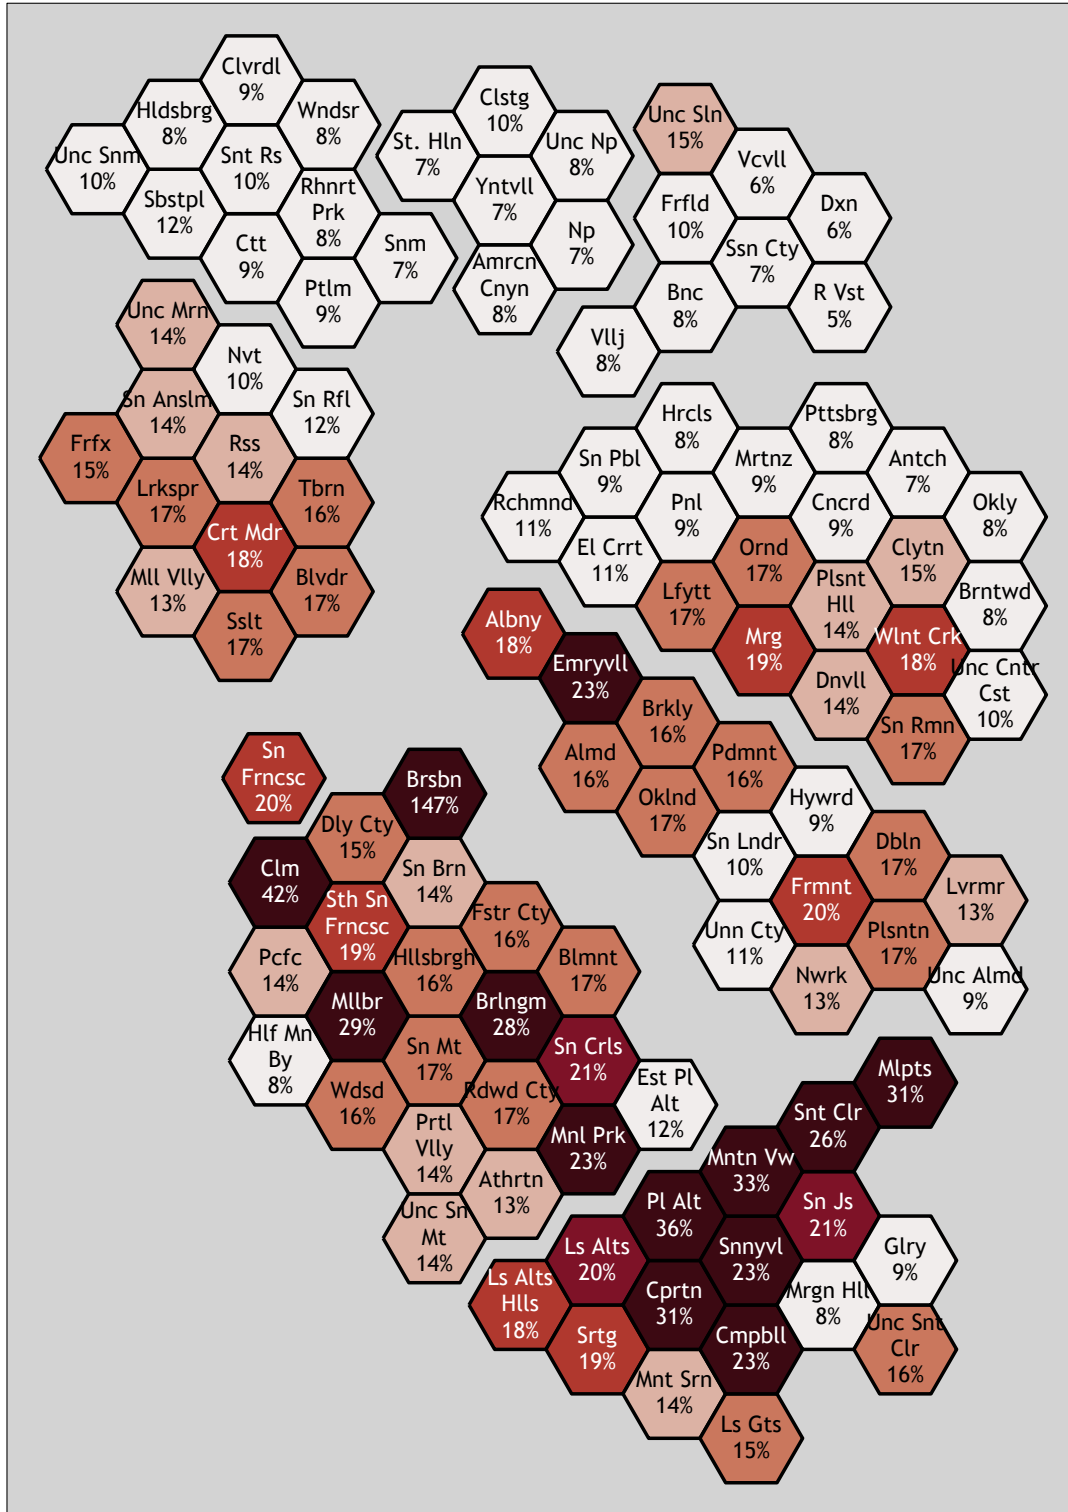 Clvrdl
9%
Hldsbrg
8%
Wndsr
8%
Unc Snm
10%
Snt Rs
10%
Sbstpl
12%
Rhnrt
Prk
8%
Ctt
9%
Snm
7%
Ptlm
9%
Clstg
10%
St. Hln
7%
Unc Np
8%
Yntvll
7%
Np
7%
Amrcn
Cnyn
8%
Unc Sln
15%
Vcvll
6%
Frfld
10%
Dxn
6%
Ssn Cty
7%
Bnc
8%
R Vst
5%
Vllj
8%
Unc Mrn
14%
Nvt
10%
Sn Anslm
14%
Sn Rfl
12%
Frfx
15%
Rss
14%
Lrkspr
17%
Tbrn
16%
Crt Mdr
18%
Mll Vlly
13%
Blvdr
17%
Sslt
17%
Hrcls
8%
Pttsbrg
8%
Sn Pbl
9%
Mrtnz
9%
Antch
7%
Rchmnd
11%
Pnl
9%
Cncrd
9%
Okly
8%
El Crrt
11%
Ornd
17%
Clytn
15%
Lfytt
17%
Plsnt
Hll
14%
Brntwd
8%
Mrg
19%
Wlnt Crk
18%
Dnvll
14%
Unc Cntr
Cst
10%
Sn Rmn
17%
Albny
18%
Emryvll
23%
Brkly
16%
Almd
16%
Pdmnt
16%
Oklnd
17%
Hywrd
9%
Sn Lndr
10%
Dbln
17%
Frmnt
20%
Lvrmr
13%
Unn Cty
11%
Plsntn
17%
Nwrk
13%
Unc Almd
9%
Sn
Frncsc
20%
Brsbn
147%
Dly Cty
15%
Clm
42%
Sn Brn
14%
Sth Sn
Frncsc
19%
Fstr Cty
16%
Pcfc
14%
Hllsbrgh
16%
Blmnt
17%
Mllbr
29%
Brlngm
28%
Hlf Mn
By
8%
Sn Mt
17%
Sn Crls
21%
Wdsd
16%
Rdwd Cty
17%
Est Pl
Alt
12%
Prtl
Vlly
14%
Mnl Prk
23%
Athrtn
13%
Unc Sn
Mt
14%
Mlpts
31%
Snt Clr
26%
Mntn Vw
33%
Pl Alt
36%
Sn Js
21%
Ls Alts
20%
Snnyvl
23%
Glry
9%
Ls Alts
Hlls
18%
Cprtn
31%
Mrgn Hll
8%
Srtg
19%
Cmpbll
23%
Unc Snt
Clr
16%
Mnt Srn
14%
Ls Gts
15%